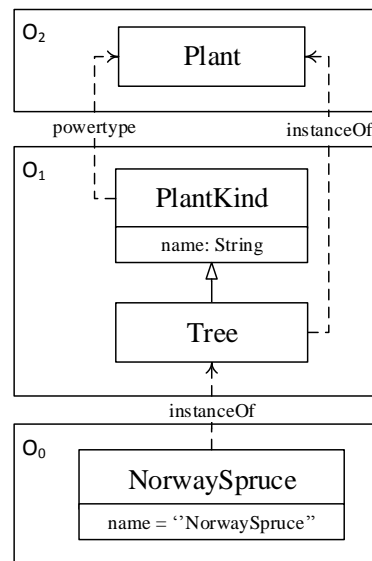 O₂
Plant
powertype
instanceOf
O₁
PlantKind
name: String
Tree
instanceOf
O₀
NorwaySpruce
name = ‘’NorwaySpruce’’